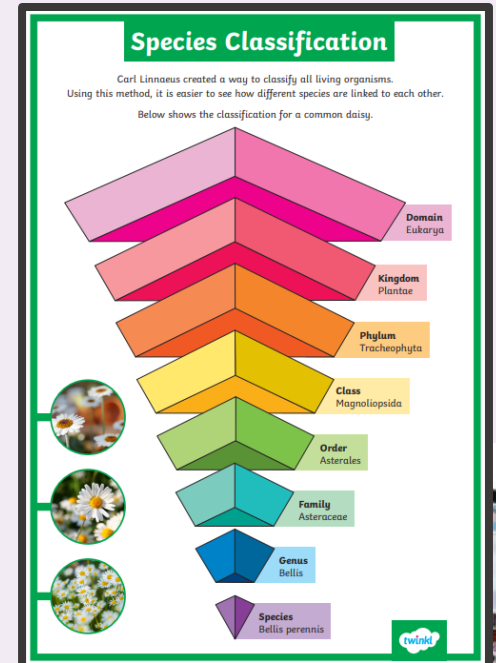 Species Classification
Carl Linnaeus created a way to classify all living organisms.
Using this method, it is easier to see how different species are linked to each other.
Below shows the classification for a common daisy.
Domain
Eukarya
Kingdom
Plantae
Phylum
Tracheophyta
Class
Magnoliopsida
Order
Asterales
Family
Asteraceae
Genus
Bellis
Species
Bellis perennis
twinkl